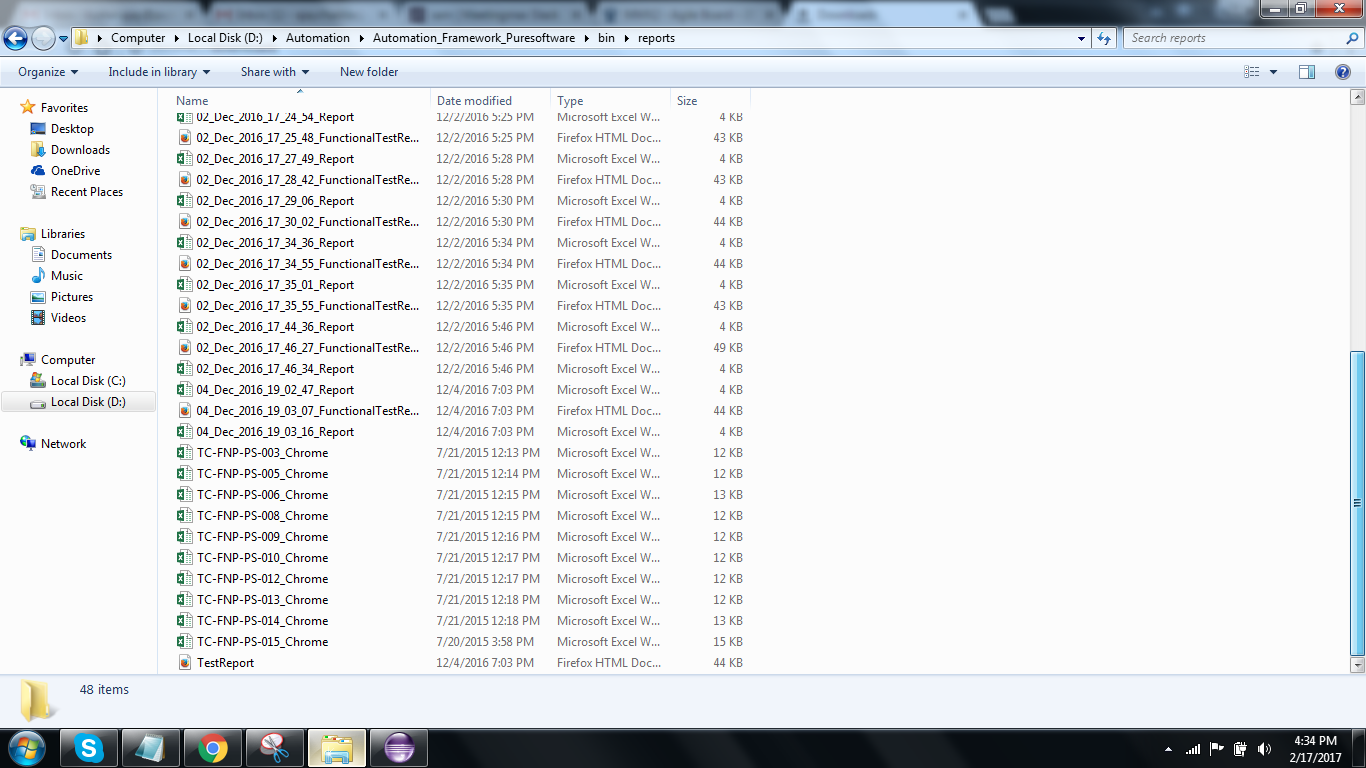 Computer Local Disk (D:) Automation Automation_Framework_Puresoftware bin reports Search reports
Organize Include in library Share with New folder
Name Date modified Type Size
Favorites
Desktop
Downloads
OneDrive
Recent Places
Libraries
Documents
Music
Pictures
Videos
Computer
Local Disk (C:)
Local Disk (D:)
Network
02_Dec_2016_17_24_54_Report 12/2/2016 5:25 PM Microsoft Excel W... 4 KB
02_Dec_2016_17_25_48_FunctionalTestRe... 12/2/2016 5:25 PM Firefox HTML Doc... 43 KB
02_Dec_2016_17_27_49_Report 12/2/2016 5:28 PM Microsoft Excel W... 4 KB
02_Dec_2016_17_28_42_FunctionalTestRe... 12/2/2016 5:28 PM Firefox HTML Doc... 43 KB
02_Dec_2016_17_29_06_Report 12/2/2016 5:30 PM Microsoft Excel W... 4 KB
02_Dec_2016_17_30_02_FunctionalTestRe... 12/2/2016 5:30 PM Firefox HTML Doc... 44 KB
02_Dec_2016_17_34_36_Report 12/2/2016 5:34 PM Microsoft Excel W... 4 KB
02_Dec_2016_17_34_55_FunctionalTestRe... 12/2/2016 5:34 PM Firefox HTML Doc... 44 KB
02_Dec_2016_17_35_01_Report 12/2/2016 5:35 PM Microsoft Excel W... 4 KB
02_Dec_2016_17_35_55_FunctionalTestRe... 12/2/2016 5:35 PM Firefox HTML Doc... 43 KB
02_Dec_2016_17_44_36_Report 12/2/2016 5:46 PM Microsoft Excel W... 4 KB
02_Dec_2016_17_46_27_FunctionalTestRe... 12/2/2016 5:46 PM Firefox HTML Doc... 49 KB
02_Dec_2016_17_46_34_Report 12/2/2016 5:46 PM Microsoft Excel W... 4 KB
04_Dec_2016_19_02_47_Report 12/4/2016 7:03 PM Microsoft Excel W... 4 KB
04_Dec_2016_19_03_07_FunctionalTestRe... 12/4/2016 7:03 PM Firefox HTML Doc... 44 KB
04_Dec_2016_19_03_16_Report 12/4/2016 7:03 PM Microsoft Excel W... 4 KB
TC-FNP-PS-003_Chrome 7/21/2015 12:13 PM Microsoft Excel W... 12 KB
TC-FNP-PS-005_Chrome 7/21/2015 12:14 PM Microsoft Excel W... 12 KB
TC-FNP-PS-006_Chrome 7/21/2015 12:15 PM Microsoft Excel W... 13 KB
TC-FNP-PS-008_Chrome 7/21/2015 12:15 PM Microsoft Excel W... 12 KB
TC-FNP-PS-009_Chrome 7/21/2015 12:16 PM Microsoft Excel W... 12 KB
TC-FNP-PS-010_Chrome 7/21/2015 12:17 PM Microsoft Excel W... 12 KB
TC-FNP-PS-012_Chrome 7/21/2015 12:17 PM Microsoft Excel W... 12 KB
TC-FNP-PS-013_Chrome 7/21/2015 12:18 PM Microsoft Excel W... 12 KB
TC-FNP-PS-014_Chrome 7/21/2015 12:18 PM Microsoft Excel W... 13 KB
TC-FNP-PS-015_Chrome 7/20/2015 3:58 PM Microsoft Excel W... 15 KB
TestReport 12/4/2016 7:03 PM Firefox HTML Doc... 44 KB
48 items
4:34 PM
2/17/2017